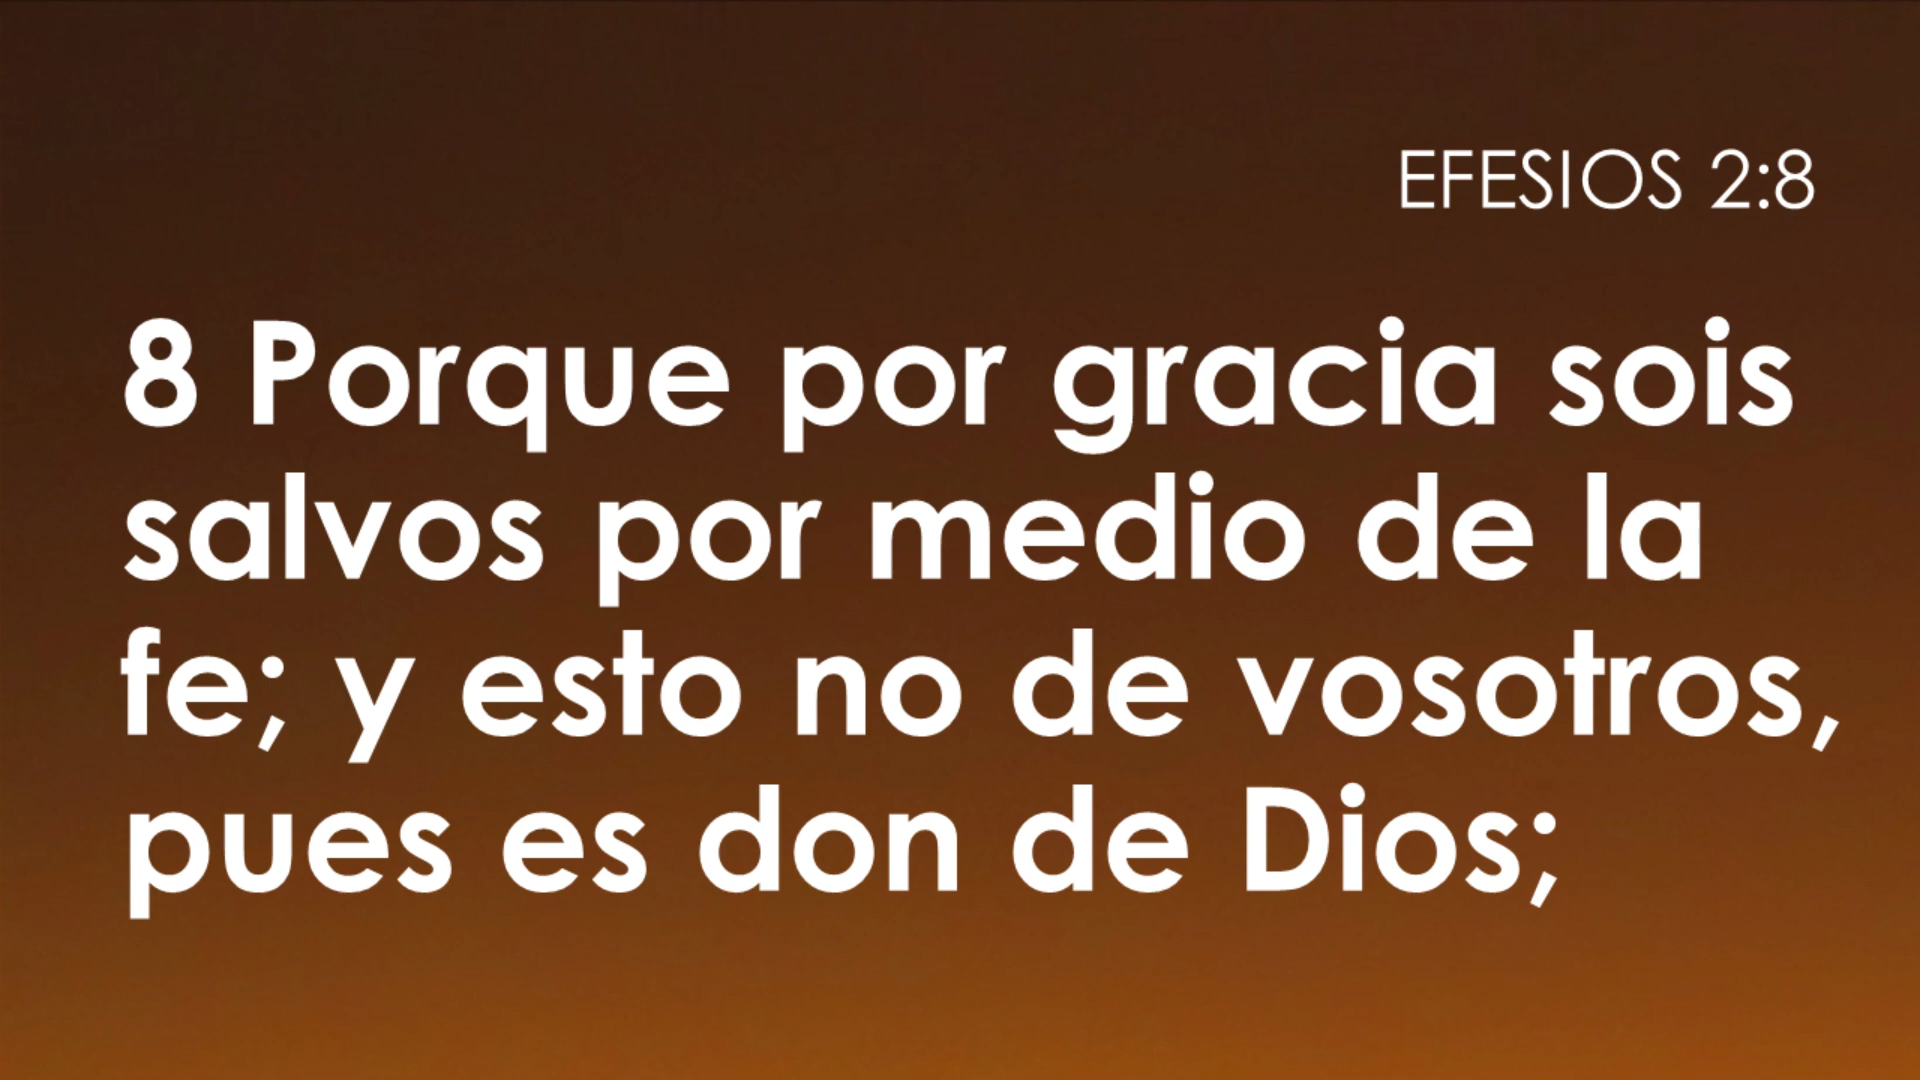 EFESIOS 2:8
8 Porque por gracia sois
salvos por medio de la
fe; y esto no de vosotros,
pues es don de Dios;